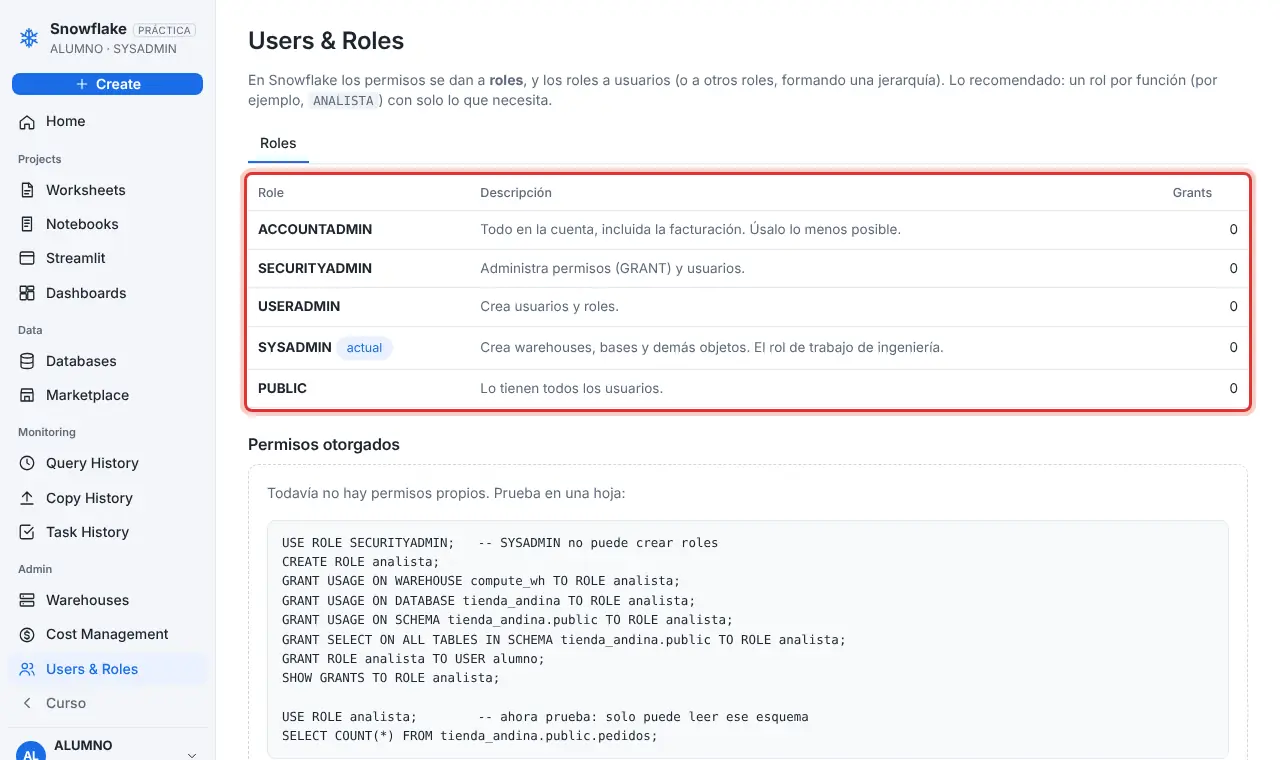 Snowflake PRÁCTICA
ALUMNO · SYSADMIN
+ Create
Home
Projects
Worksheets
Notebooks
Streamlit
Dashboards
Data
Databases
Marketplace
Monitoring
Query History
Copy History
Task History
Admin
Warehouses
Cost Management
Users & Roles
Curso
AL ALUMNO
Users & Roles
En Snowflake los permisos se dan a roles, y los roles a usuarios (o a otros roles, formando una jerarquía). Lo recomendado: un rol por función (por
ejemplo, ANALISTA ) con solo lo que necesita.
Roles
Role Descripción Grants
ACCOUNTADMIN Todo en la cuenta, incluida la facturación. Úsalo lo menos posible. 0
SECURITYADMIN Administra permisos (GRANT) y usuarios. 0
USERADMIN Crea usuarios y roles. 0
SYSADMIN actual Crea warehouses, bases y demás objetos. El rol de trabajo de ingeniería. 0
PUBLIC Lo tienen todos los usuarios. 0
Permisos otorgados
Todavía no hay permisos propios. Prueba en una hoja:
USE ROLE SECURITYADMIN; -- SYSADMIN no puede crear roles
CREATE ROLE analista;
GRANT USAGE ON WAREHOUSE compute_wh TO ROLE analista;
GRANT USAGE ON DATABASE tienda_andina TO ROLE analista;
GRANT USAGE ON SCHEMA tienda_andina.public TO ROLE analista;
GRANT SELECT ON ALL TABLES IN SCHEMA tienda_andina.public TO ROLE analista;
GRANT ROLE analista TO USER alumno;
SHOW GRANTS TO ROLE analista;
USE ROLE analista; -- ahora prueba: solo puede leer ese esquema
SELECT COUNT(*) FROM tienda_andina.public.pedidos;